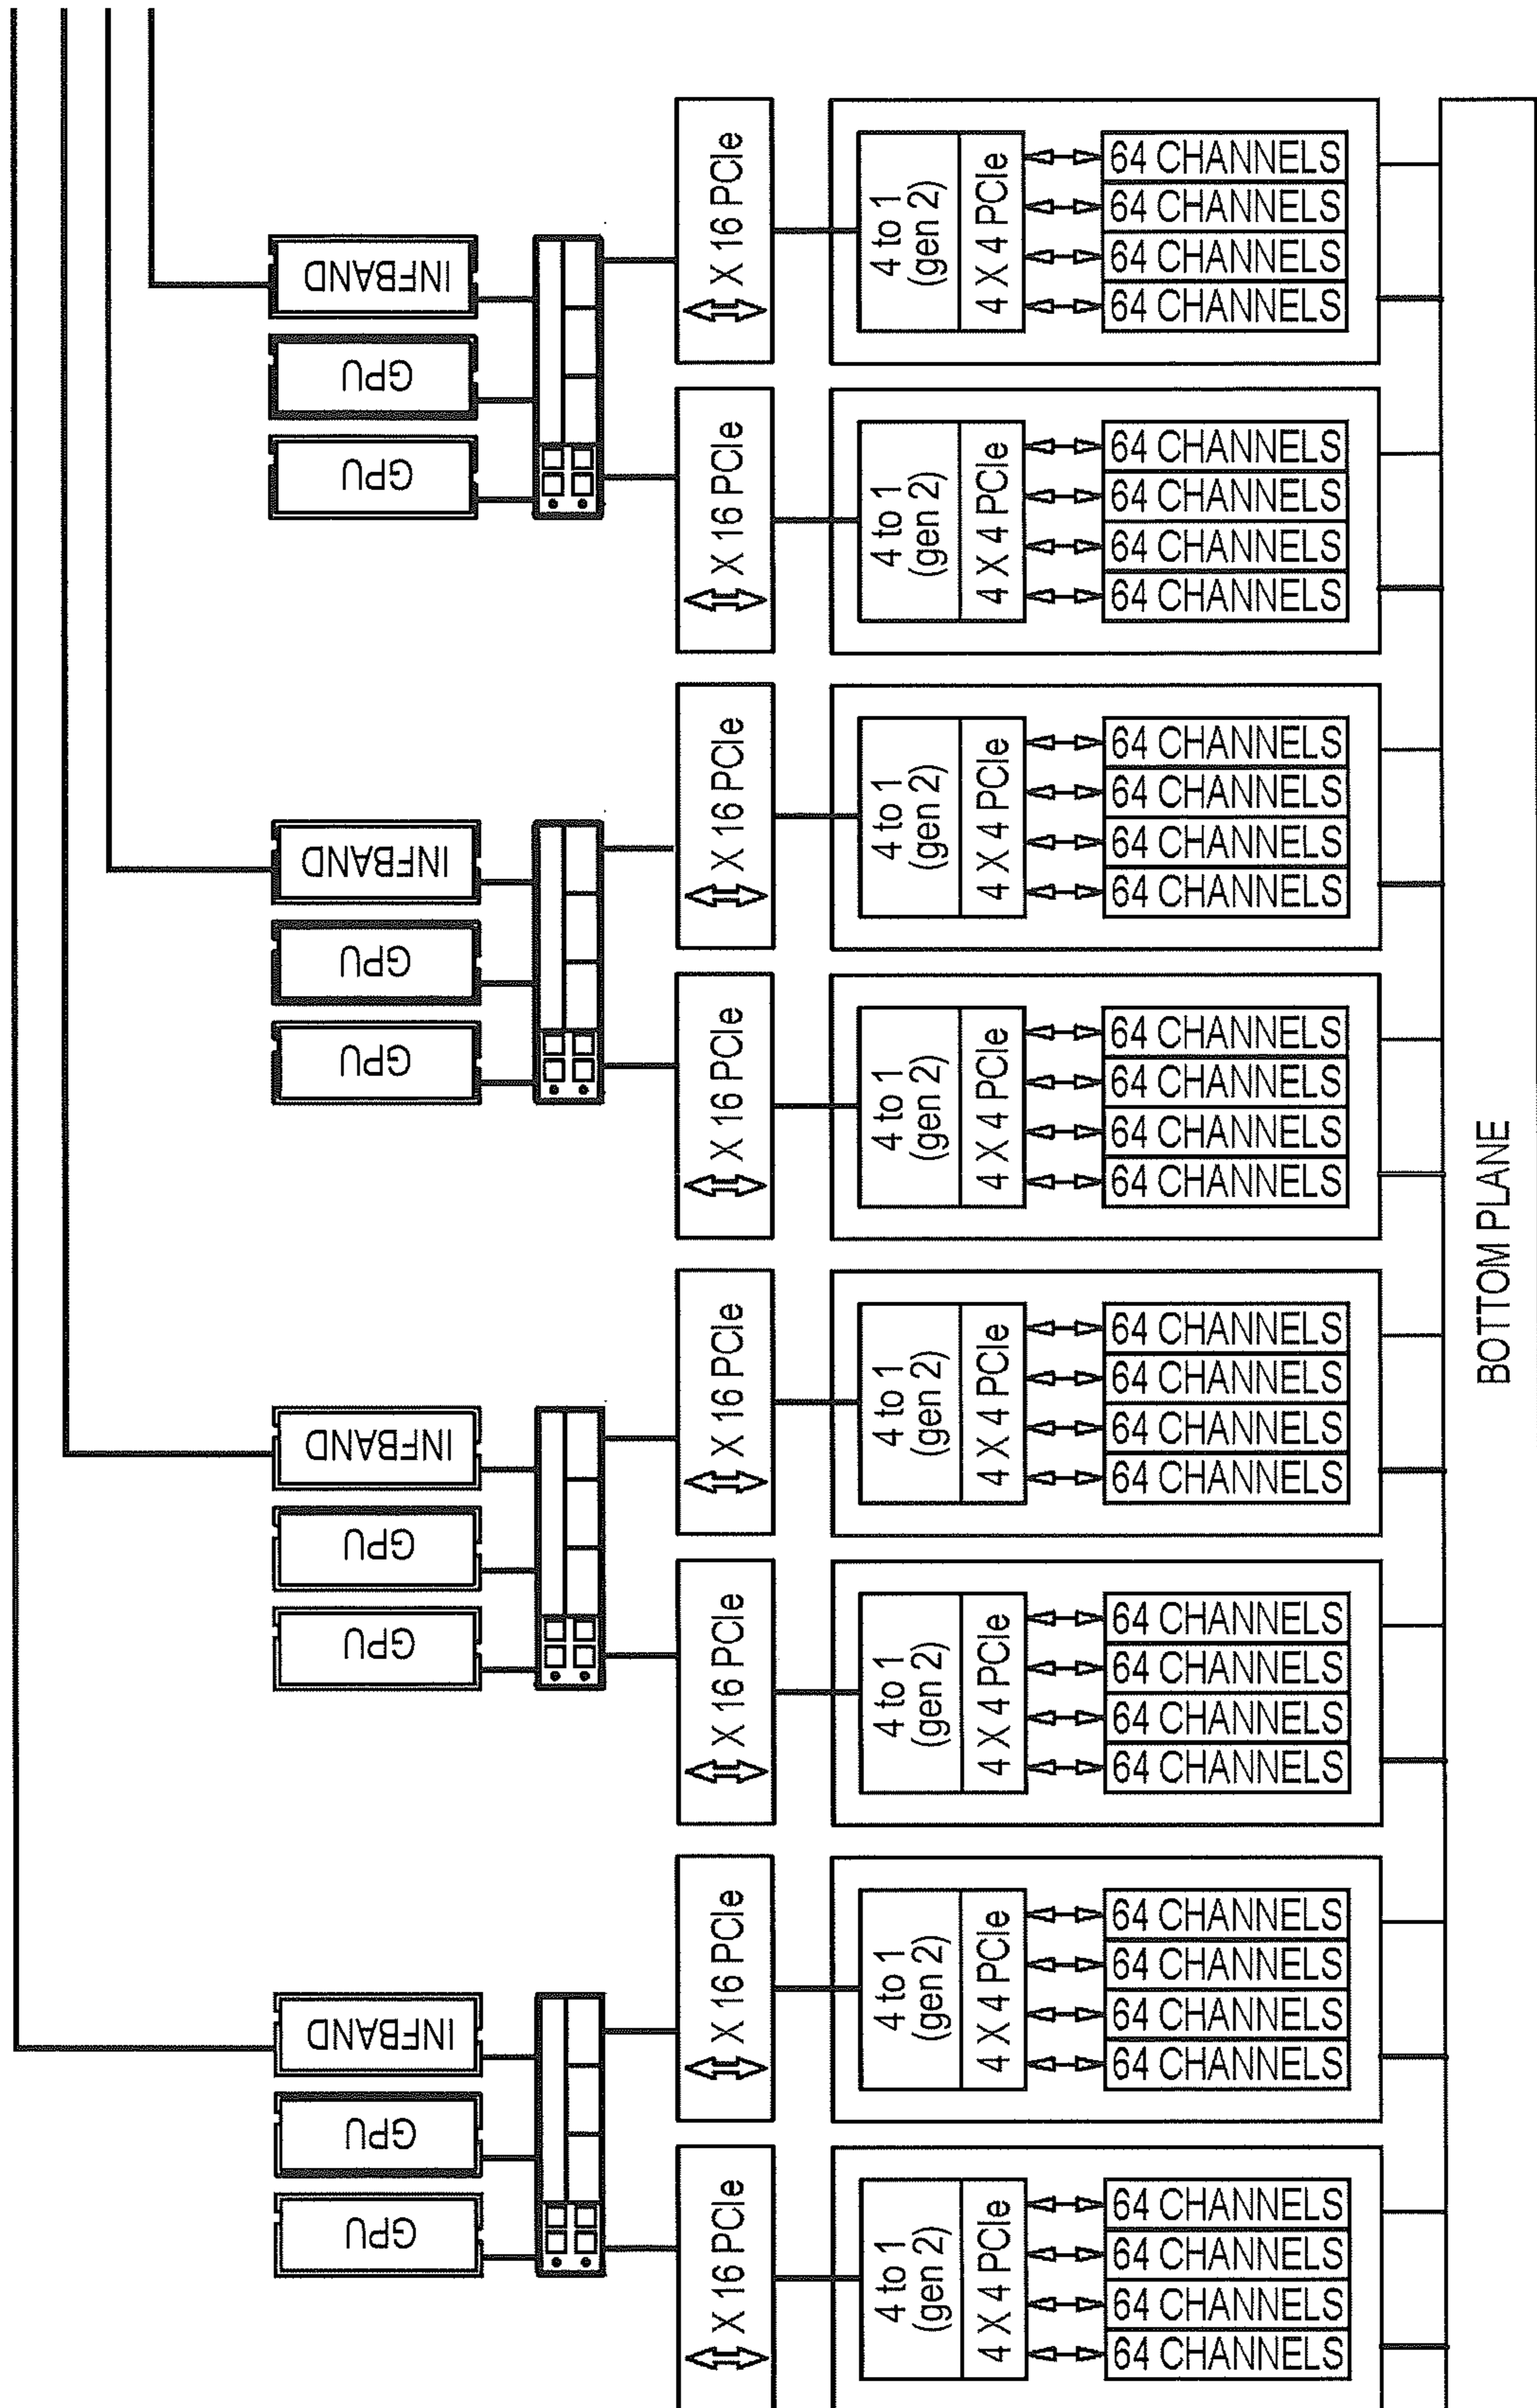 INFBAND
GPU
GPU
X 16 PCIe
4 to 1
(gen 2)
4 X 4 PCIe
64 CHANNELS
64 CHANNELS
64 CHANNELS
64 CHANNELS
X 16 PCIe
4 to 1
(gen 2)
4 X 4 PCIe
64 CHANNELS
64 CHANNELS
64 CHANNELS
64 CHANNELS
INFBAND
GPU
GPU
X 16 PCIe
4 to 1
(gen 2)
4 X 4 PCIe
64 CHANNELS
64 CHANNELS
64 CHANNELS
64 CHANNELS
X 16 PCIe
4 to 1
(gen 2)
4 X 4 PCIe
64 CHANNELS
64 CHANNELS
64 CHANNELS
64 CHANNELS
INFBAND
GPU
GPU
X 16 PCIe
4 to 1
(gen 2)
4 X 4 PCIe
64 CHANNELS
64 CHANNELS
64 CHANNELS
64 CHANNELS
X 16 PCIe
4 to 1
(gen 2)
4 X 4 PCIe
64 CHANNELS
64 CHANNELS
64 CHANNELS
64 CHANNELS
INFBAND
GPU
GPU
X 16 PCIe
4 to 1
(gen 2)
4 X 4 PCIe
64 CHANNELS
64 CHANNELS
64 CHANNELS
64 CHANNELS
X 16 PCIe
4 to 1
(gen 2)
4 X 4 PCIe
64 CHANNELS
64 CHANNELS
64 CHANNELS
64 CHANNELS
BOTTOM PLANE